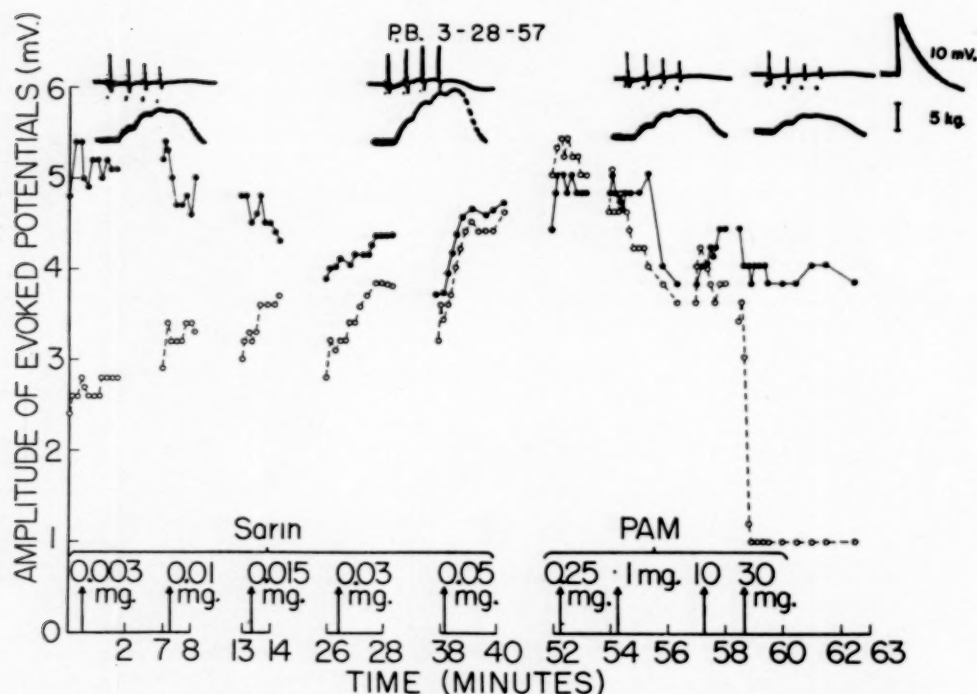 P.B. 3-28-57
10 mV.
5 kg.
AMPLITUDE OF EVOKED POTENTIALS (mV.)
6
5
4
3
2
1
0
Sarin
PAM
0.003 mg.
0.01 mg.
0.015 mg.
0.03 mg.
0.05 mg.
0.25 mg.
1 mg.
10
30 mg.
2 7 8 13 14 26 28 38 40 52 54 56 58 60 62 63
TIME (MINUTES)